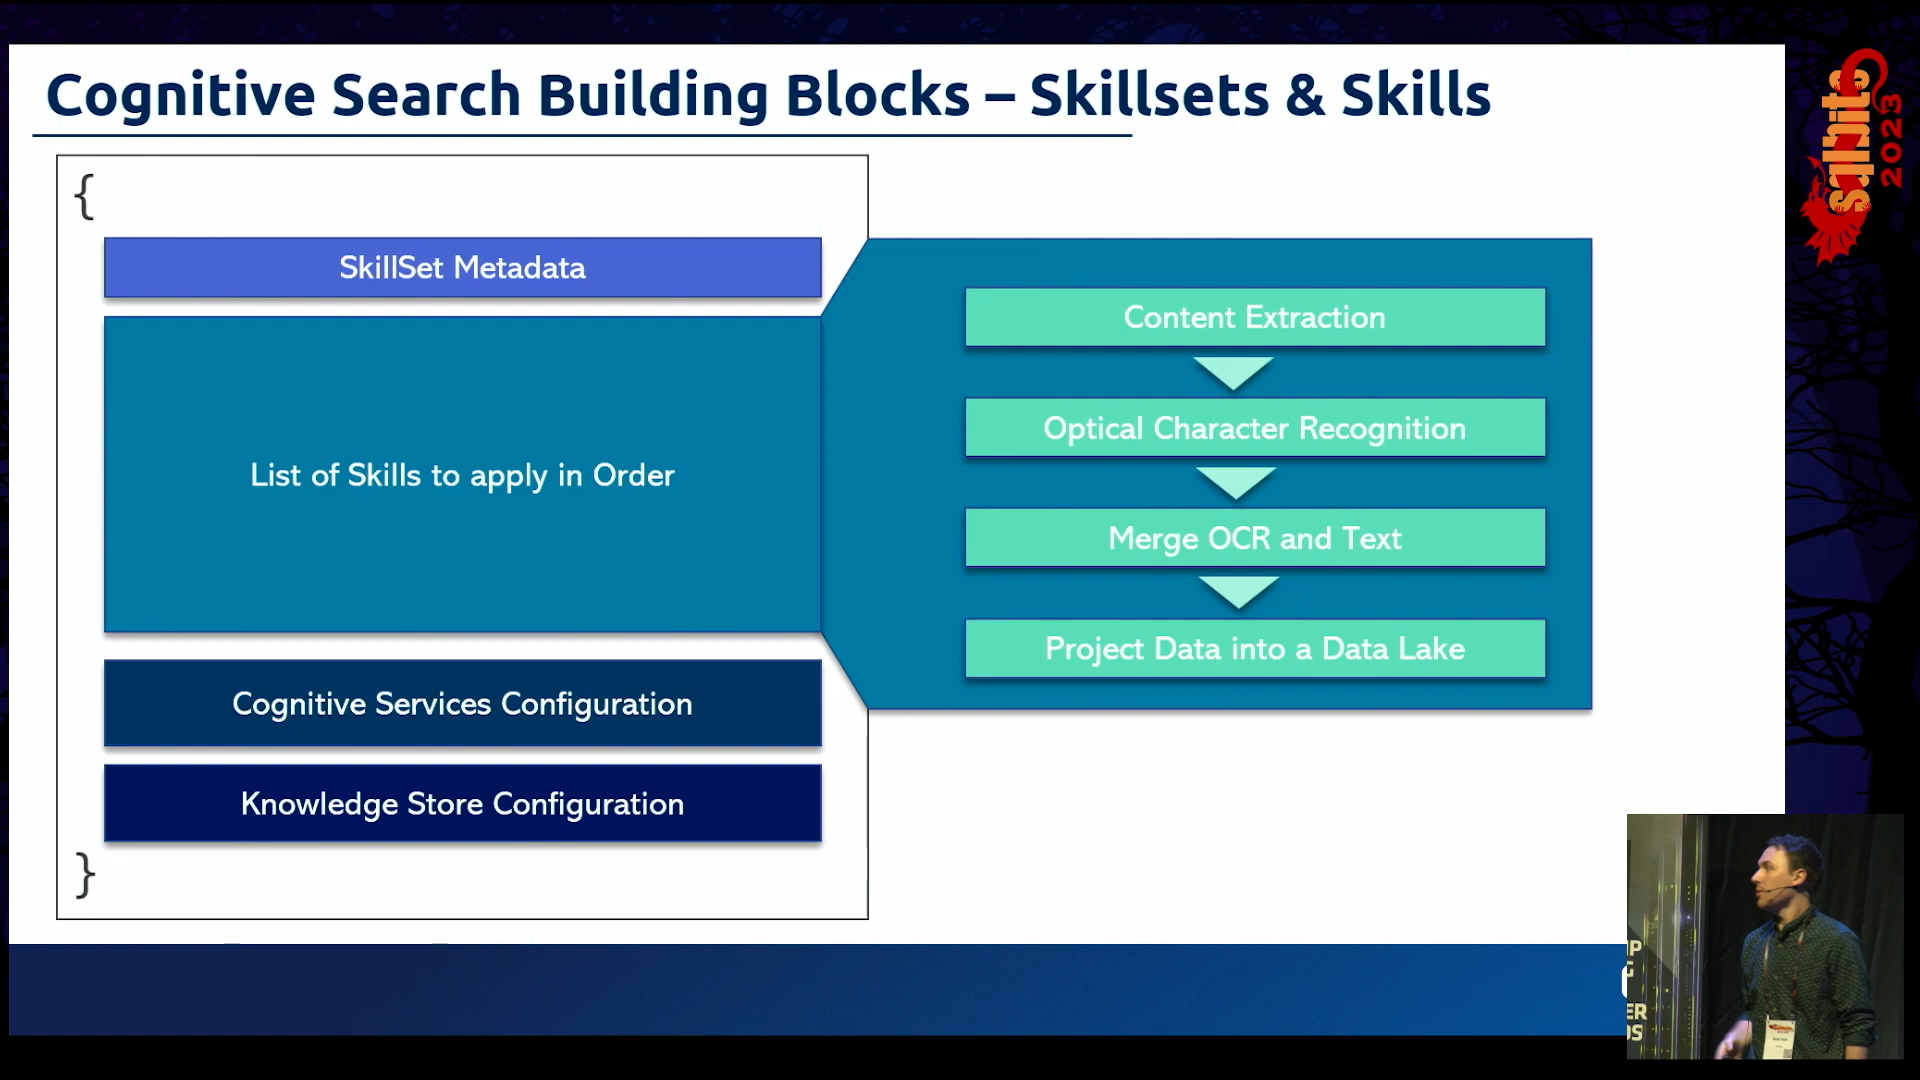 Cognitive Search Building Blocks – Skillsets & Skills
{
SkillSet Metadata
List of Skills to apply in Order
Cognitive Services Configuration
Knowledge Store Configuration
}
Content Extraction
Optical Character Recognition
Merge OCR and Text
Project Data into a Data Lake
sqlbits
2023